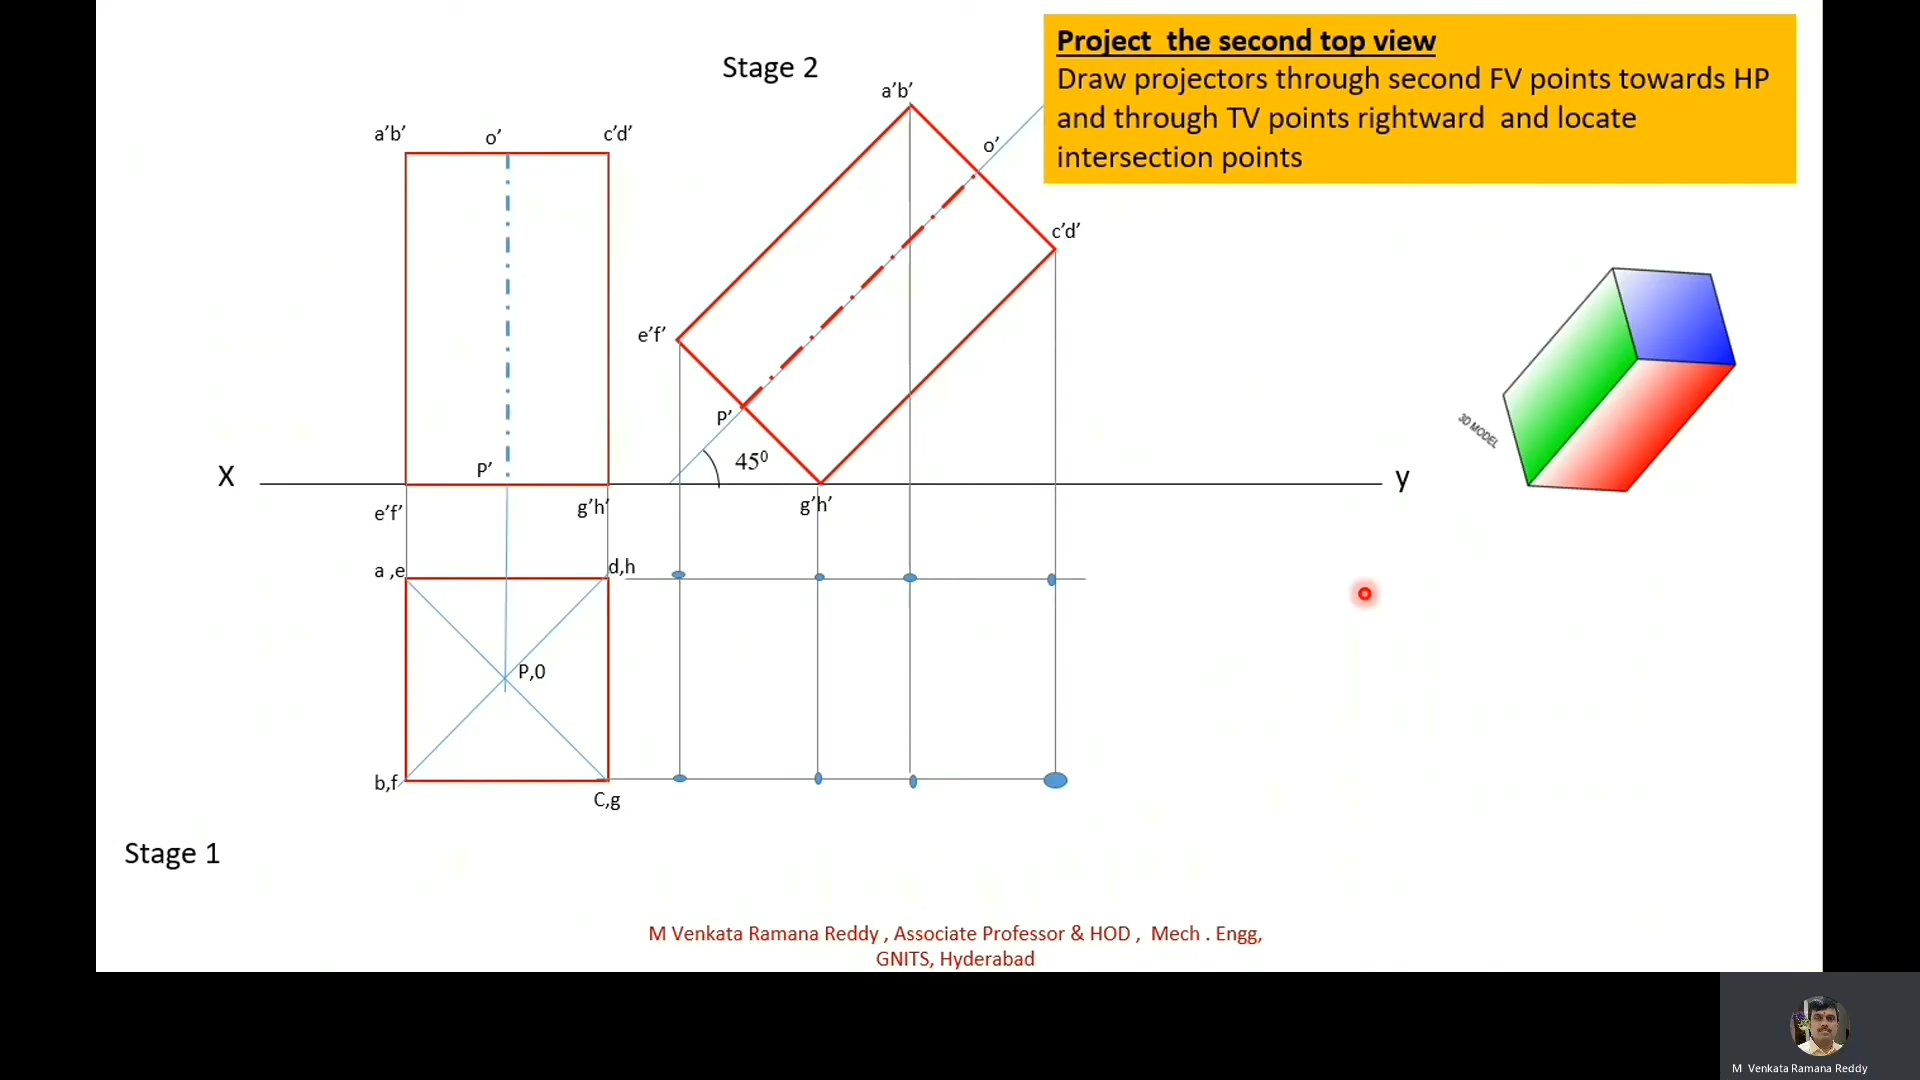 Project  the second top view
Draw projectors through second FV points towards HP
and through TV points rightward  and locate
intersection points
Stage 2
a’b’
o’
c’d’
a’b’
o’
c’d’
e’f’
P’
45⁰
X
P’
y
e’f’
g’h’
g’h’
3D MODEL
a ,e
d,h
P,0
b,f
C,g
Stage 1
M Venkata Ramana Reddy , Associate Professor & HOD ,  Mech . Engg,
GNITS, Hyderabad
M  Venkata Ramana Reddy